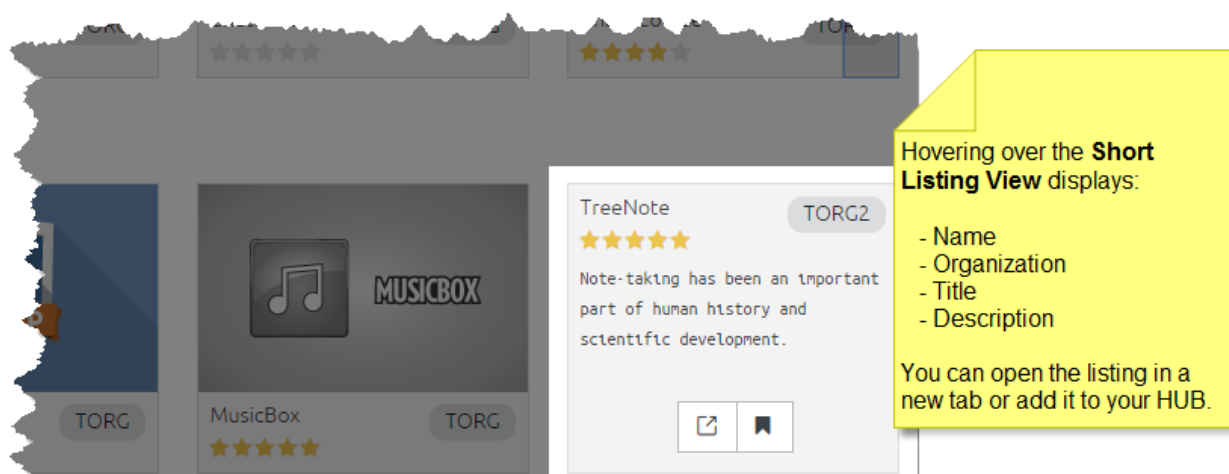 TreeNote
TORG2
Note-taking has been an important
part of human history and
scientific development.
MUSICBOX
TORG
MusicBox
TORG
Hovering over the Short
Listing View displays:
- Name
- Organization
- Title
- Description
You can open the listing in a
new tab or add it to your HUB.